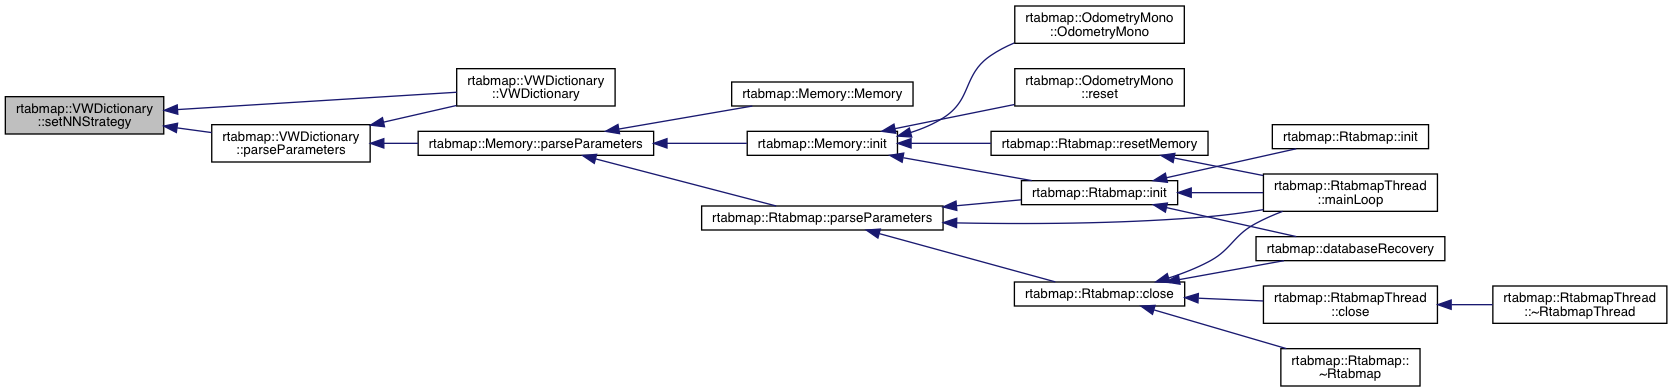 rtabmap::VWDictionary
::setNNStrategy
rtabmap::VWDictionary
::VWDictionary
rtabmap::VWDictionary
::parseParameters
rtabmap::Memory::parseParameters
rtabmap::Memory::Memory
rtabmap::Memory::init
rtabmap::Rtabmap::parseParameters
rtabmap::OdometryMono
::OdometryMono
rtabmap::OdometryMono
::reset
rtabmap::Rtabmap::resetMemory
rtabmap::Rtabmap::init
rtabmap::Rtabmap::close
rtabmap::Rtabmap::init
rtabmap::RtabmapThread
::mainLoop
rtabmap::databaseRecovery
rtabmap::RtabmapThread
::close
rtabmap::Rtabmap::
~Rtabmap
rtabmap::RtabmapThread
::~RtabmapThread